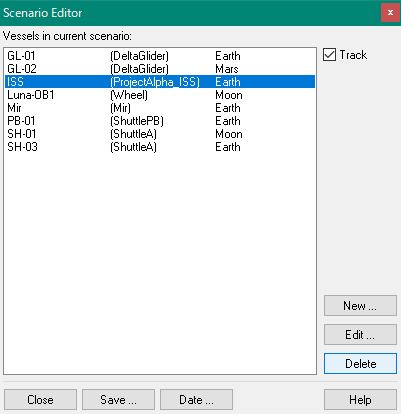 Scenario Editor
x
Vessels in current scenario:
GL-01 (DeltaGlider) Earth
GL-02 (DeltaGlider) Mars
ISS (ProjectAlpha_ISS) Earth
Luna-OB1 (Wheel) Moon
Mir (Mir) Earth
PB-01 (ShuttlePB) Earth
SH-01 (ShuttleA) Moon
SH-03 (ShuttleA) Earth
Track
New ...
Edit ...
Delete
Close Save ... Date ... Help